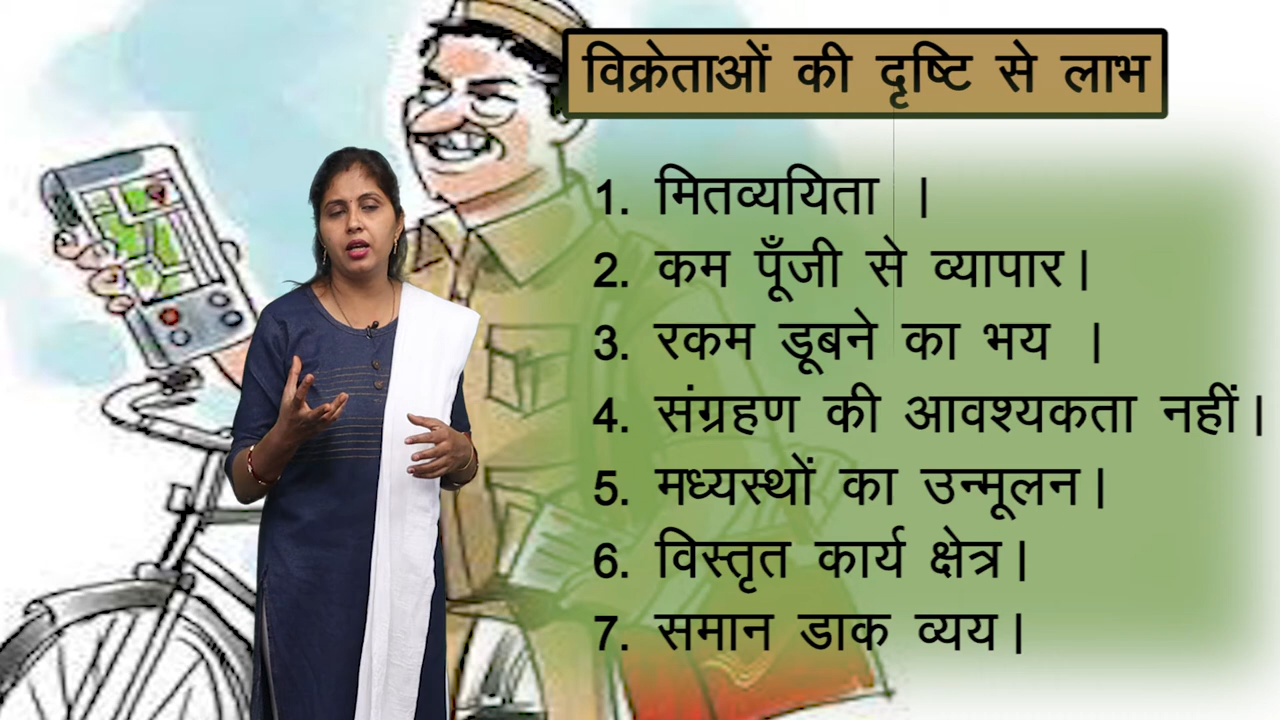 विक्रेताओं की दृष्टि से लाभ
1. मितव्ययिता ।
2. कम पूँजी से व्यापार।
3. रकम डूबने का भय ।
4. संग्रहण की आवश्यकता नहीं।
5. मध्यस्थों का उन्मूलन।
6. विस्तृत कार्य क्षेत्र।
7. समान डाक व्यय।